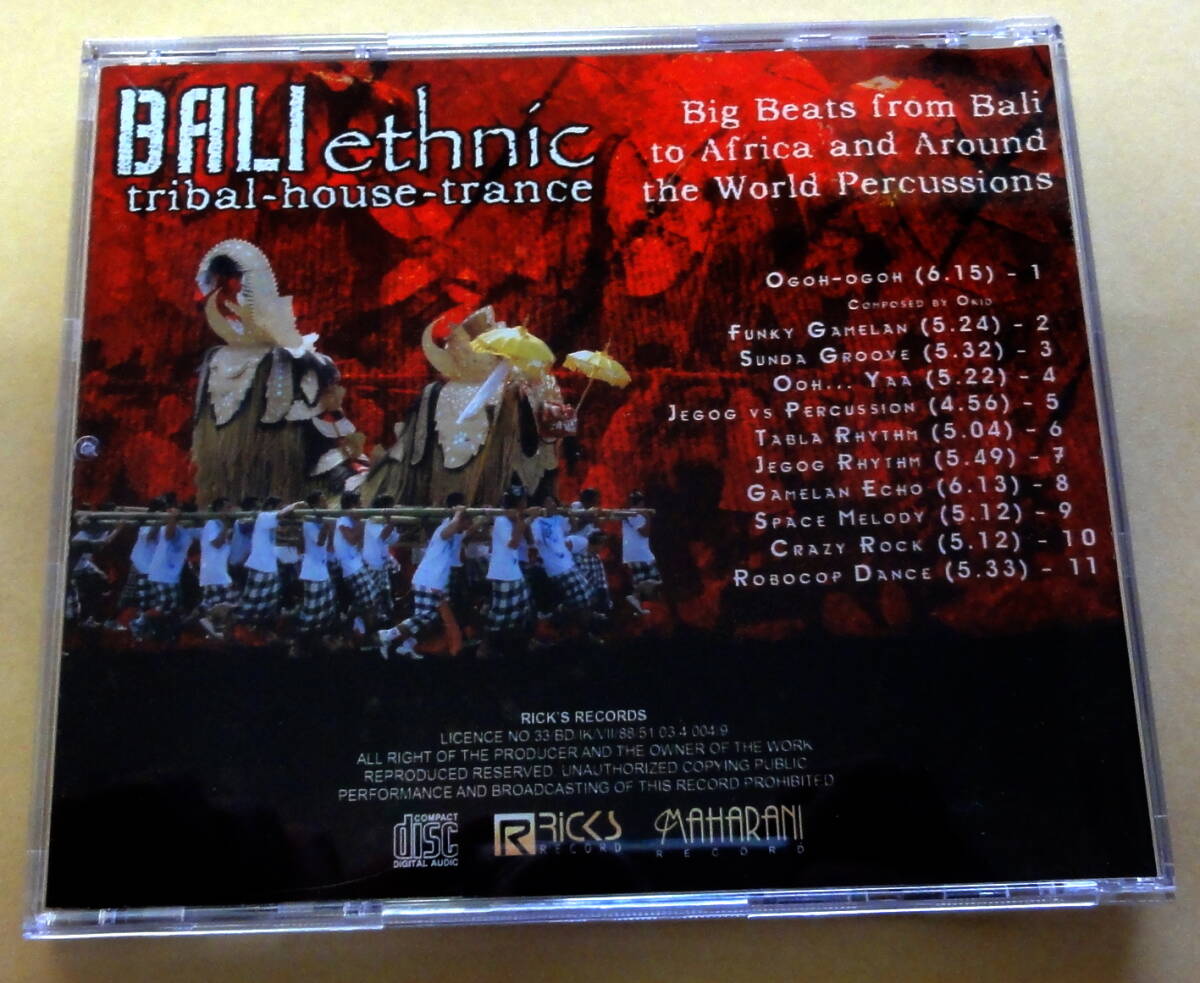 BALI ethnic
tribal-house-trance
Big Beats from Bali
to Africa and Around
the World Percussions
Ogoh-ogoh (6.15) - 1
Composed by Okid
Funky Gamelan (5.24) - 2
Sunda Groove (5.32) - 3
Ooh... Yaa (5.22) - 4
Jegog vs Percussion (4.56) - 5
Tabla Rhythm (5.04) - 6
Jegog Rhythm (5.49) - 7
Gamelan Echo (6.13) - 8
Space Melody (5.12) - 9
Crazy Rock (5.12) - 10
Robocop Dance (5.33) - 11
RICK'S RECORDS
LICENCE NO 33/BD/IK/VII/88 51 03 4 004/9
ALL RIGHT OF THE PRODUCER AND THE OWNER OF THE WORK
REPRODUCED RESERVED. UNAUTHORIZED COPYING PUBLIC
PERFORMANCE AND BROADCASTING OF THIS RECORD PROHIBITED
COMPACT
disc
DIGITAL AUDIO
R RICKS
RECORD
MAHARANI
RECORD